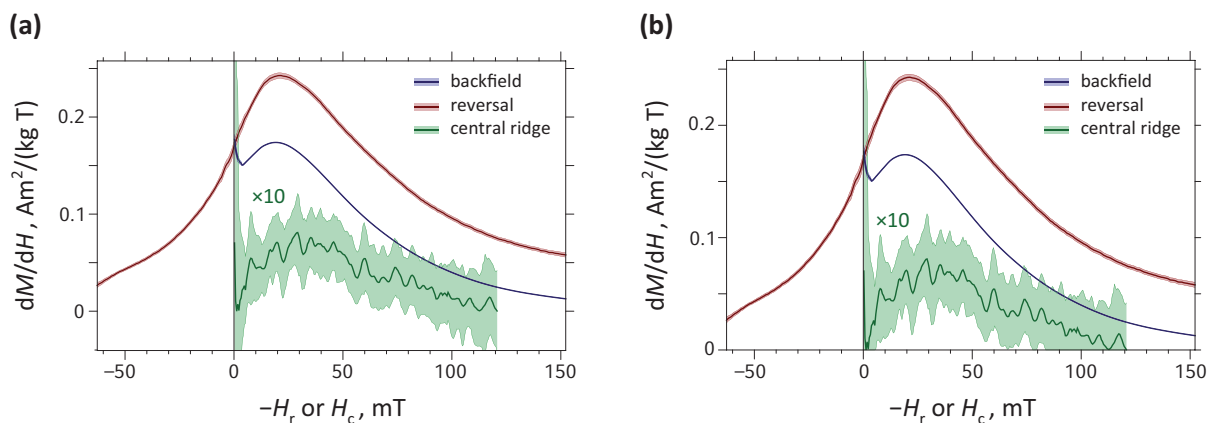 (a)
backfield
reversal
central ridge
×10
dM/dH, Am²/(kg T)
0.2
0.1
0
−50 0 50 100 150
−Hr or Hc, mT
(b)
backfield
reversal
central ridge
×10
dM/dH, Am²/(kg T)
0.2
0.1
0
−50 0 50 100 150
−Hr or Hc, mT